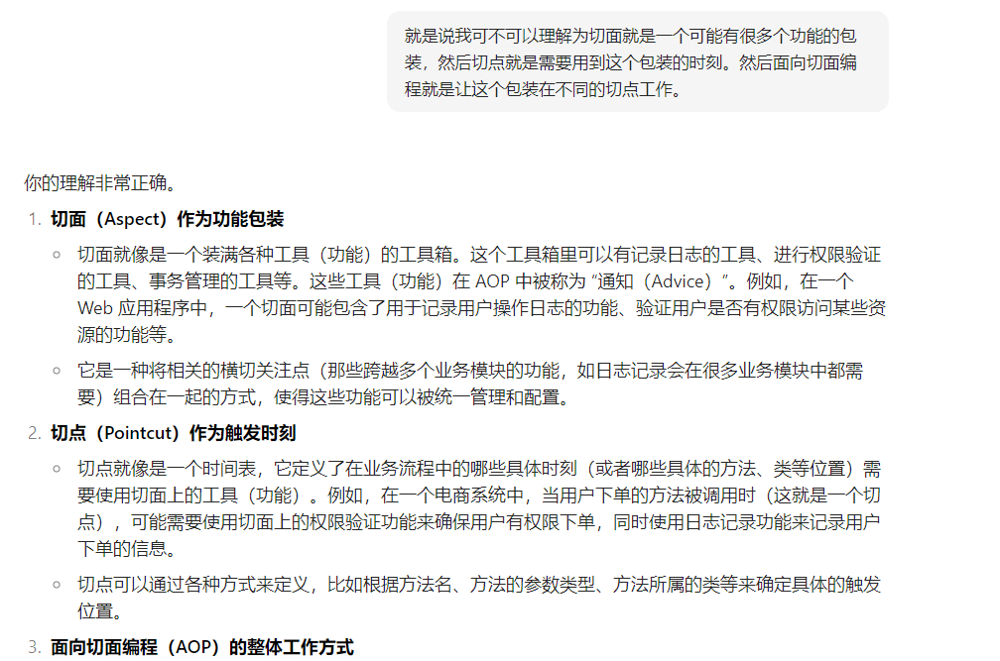 就是说我可不可以理解为切面就是一个可能有很多个功能的包
装，然后切点就是需要用到这个包装的时刻。然后面向切面编
程就是让这个包装在不同的切点工作。
你的理解非常正确。
1. 切面（Aspect）作为功能包装
切面就像是一个装满各种工具（功能）的工具箱。这个工具箱里可以有记录日志的工具、进行权限验证
的工具、事务管理的工具等。这些工具（功能）在 AOP 中被称为 “通知（Advice）”。例如，在一个
Web 应用程序中，一个切面可能包含了用于记录用户操作日志的功能、验证用户是否有权限访问某些资
源的功能等。
它是一种将相关的横切关注点（那些跨越多个业务模块的功能，如日志记录会在很多业务模块中都需
要）组合在一起的方式，使得这些功能可以被统一管理和配置。
2. 切点（Pointcut）作为触发时刻
切点就像是一个时间表，它定义了在业务流程中的哪些具体时刻（或者哪些具体的方法、类等位置）需
要使用切面上的工具（功能）。例如，在一个电商系统中，当用户下单的方法被调用时（这就是一个切
点），可能需要使用切面上的权限验证功能来确保用户有权限下单，同时使用日志记录功能来记录用户
下单的信息。
切点可以通过各种方式来定义，比如根据方法名、方法的参数类型、方法所属的类等来确定具体的触发
位置。
3. 面向切面编程（AOP）的整体工作方式